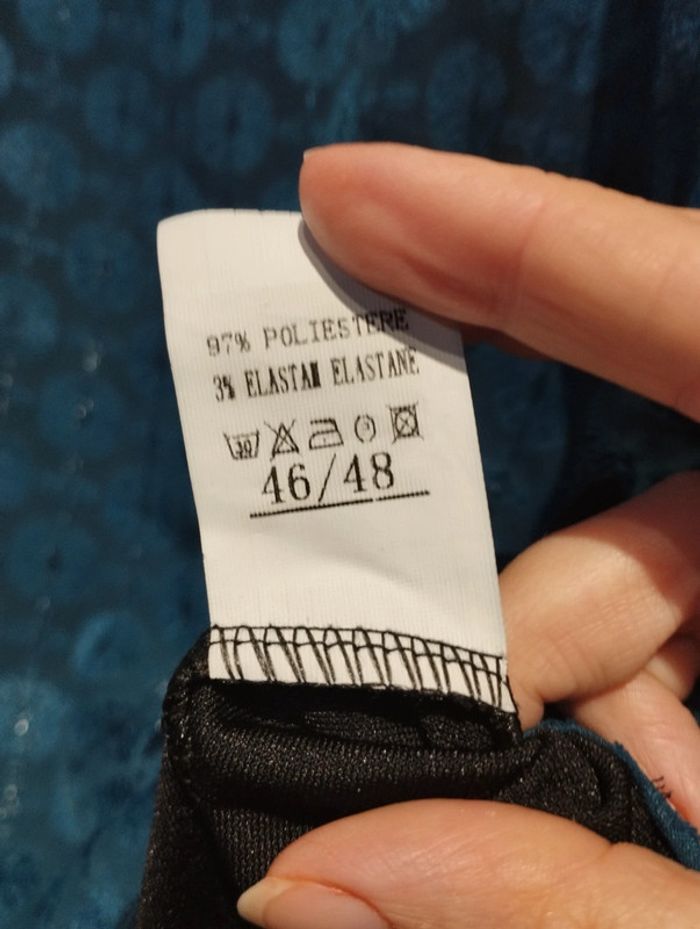 97% POLIESTERE
3% ELASTAN ELASTANE
30
46/48